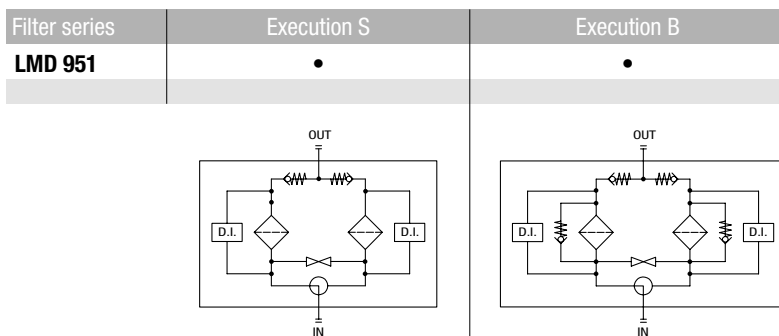 Filter series Execution S Execution B
LMD 951 • •
OUT OUT
D.I. D.I. D.I. D.I.
IN IN